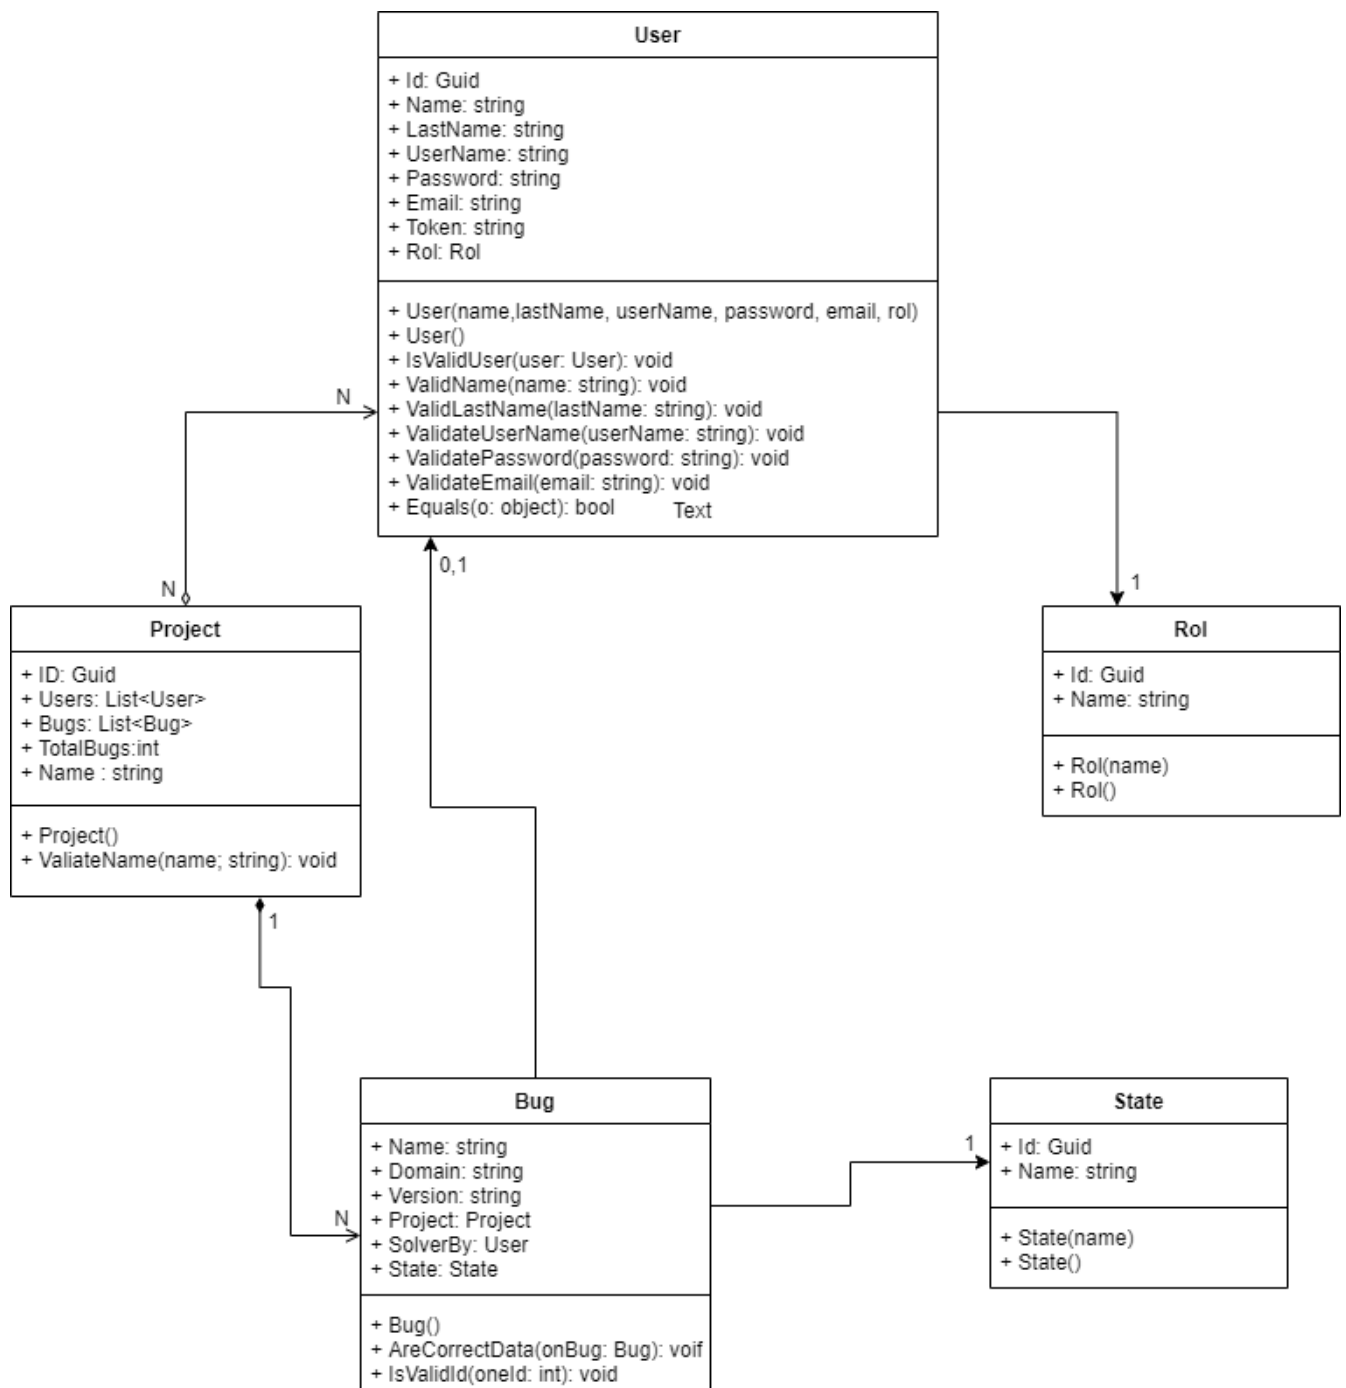 User
+ Id: Guid
+ Name: string
+ LastName: string
+ UserName: string
+ Password: string
+ Email: string
+ Token: string
+ Rol: Rol
+ User(name,lastName, userName, password, email, rol)
+ User()
+ IsValidUser(user: User): void
+ ValidName(name: string): void
+ ValidLastName(lastName: string): void
+ ValidateUserName(userName: string): void
+ ValidatePassword(password: string): void
+ ValidateEmail(email: string): void
+ Equals(o: object): bool
Text
N
0,1
N
1
Project
+ ID: Guid
+ Users: List<User>
+ Bugs: List<Bug>
+ TotalBugs:int
+ Name : string
+ Project()
+ ValiateName(name; string): void
Rol
+ Id: Guid
+ Name: string
+ Rol(name)
+ Rol()
1
N
Bug
+ Name: string
+ Domain: string
+ Version: string
+ Project: Project
+ SolverBy: User
+ State: State
+ Bug()
+ AreCorrectData(onBug: Bug): voif
+ IsValidId(oneId: int): void
1
State
+ Id: Guid
+ Name: string
+ State(name)
+ State()